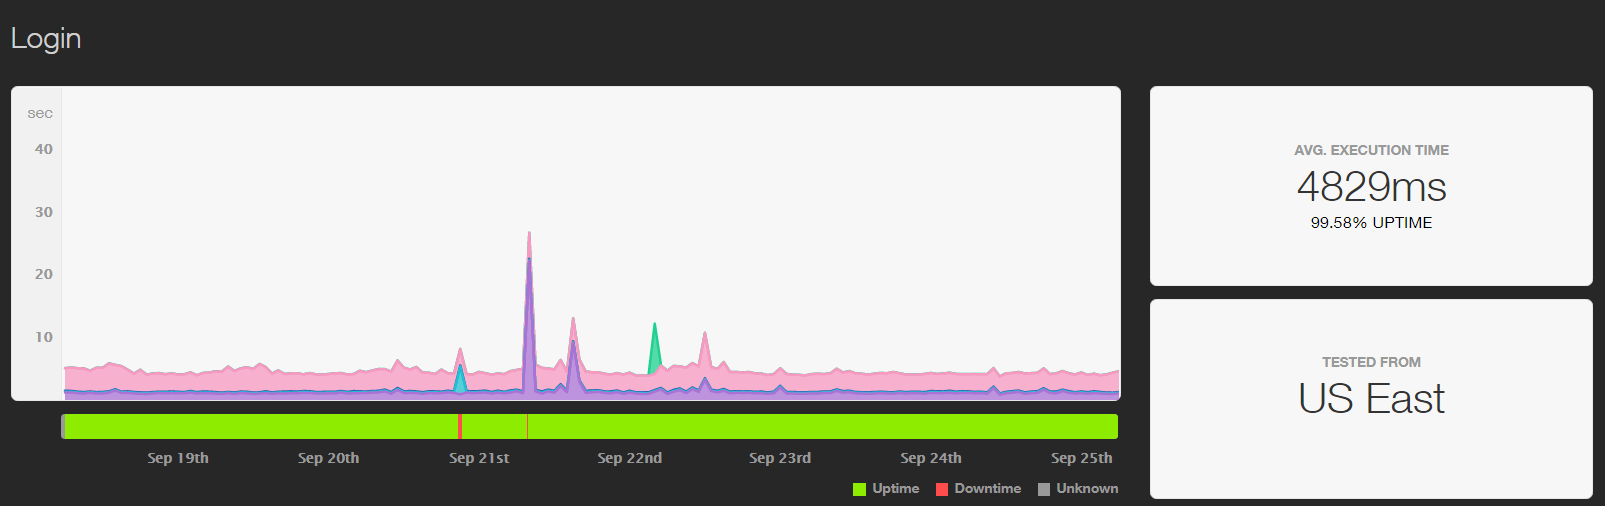 Login
sec
40
30
20
10
Sep 19th Sep 20th Sep 21st Sep 22nd Sep 23rd Sep 24th Sep 25th
Uptime Downtime Unknown
AVG. EXECUTION TIME
4829ms
99.58% UPTIME
TESTED FROM
US East